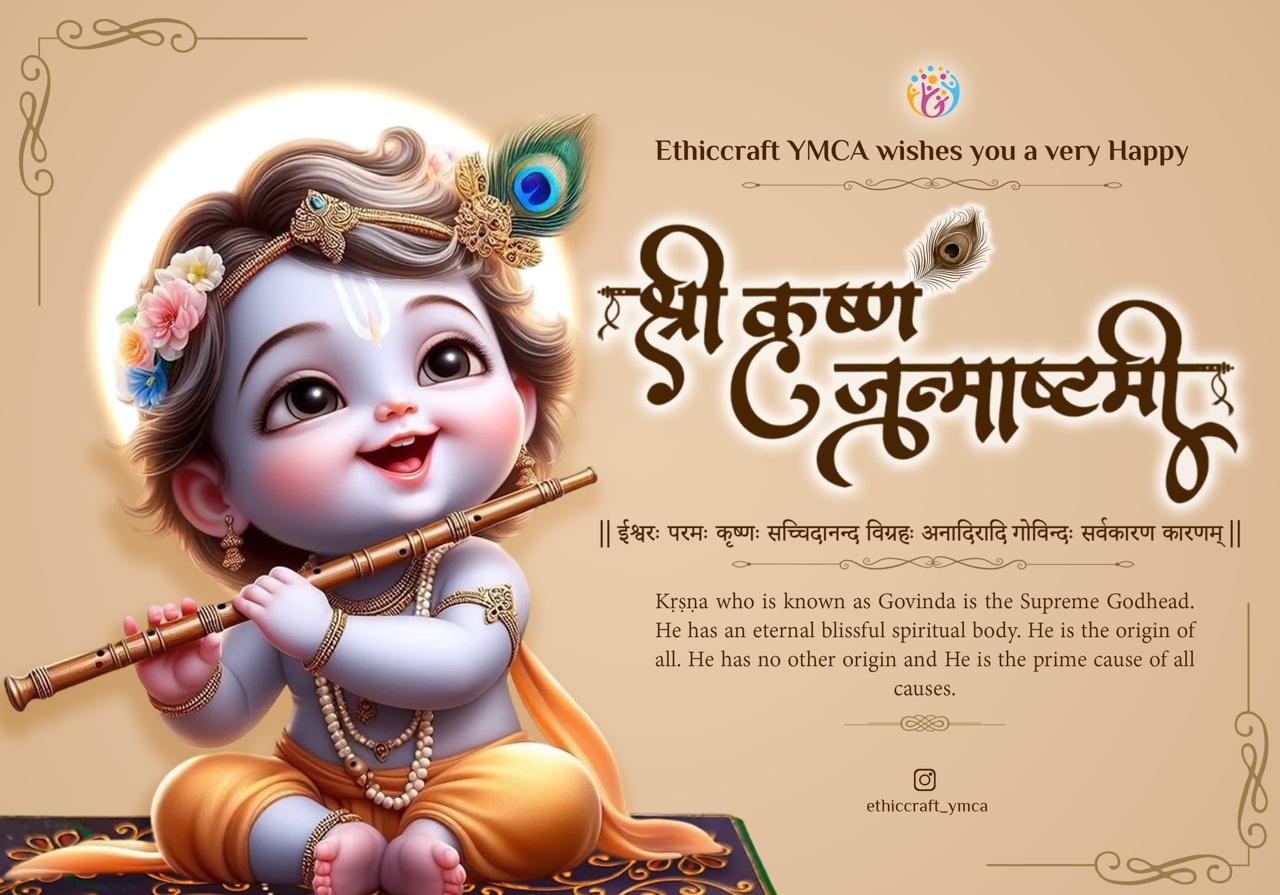 Ethiccraft YMCA wishes you a very Happy
श्री कृष्ण
जन्माष्टमी
|| ईश्वरः परमः कृष्णः सच्चिदानन्द विग्रहः अनादिरादि गोविन्दः सर्वकारण कारणम् ||
Kṛṣṇa who is known as Govinda is the Supreme Godhead.
He has an eternal blissful spiritual body. He is the origin of
all. He has no other origin and He is the prime cause of all
causes.
ethiccraft_ymca